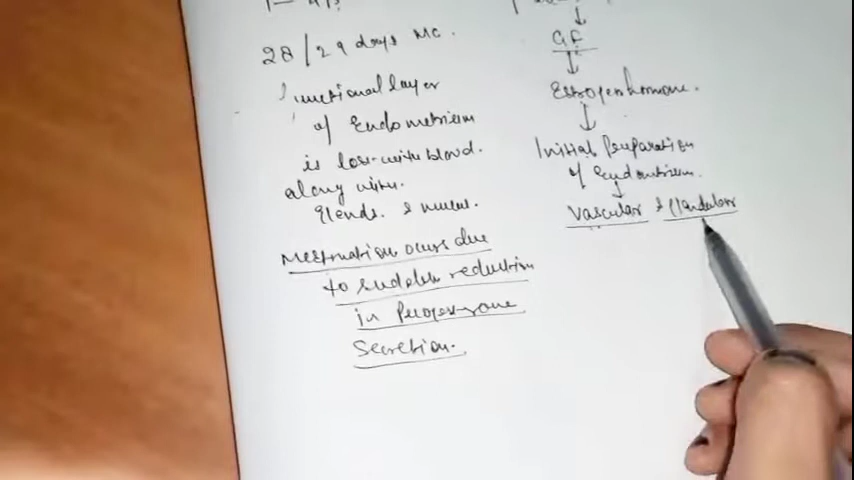 28/29 days MC.
Functional layer
of Endometrium
is lost with blood.
along with.
Glands. & mucus.
Mestruation occurs due
to sudden reduction
in Progesterone
Secretion.
GF
↓
Estrogen hormone.
↓
Initial Preparation
of Endometrium.
↓
Vascular & Glandular